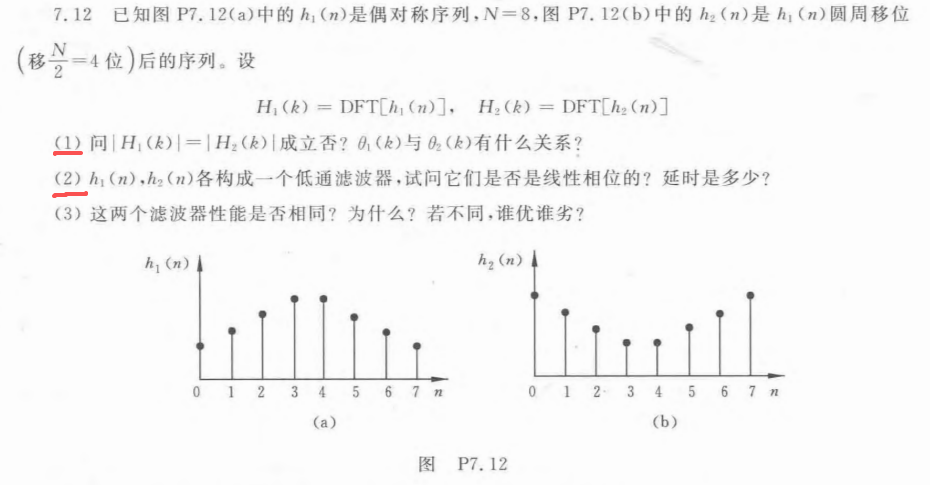 7.12 已知图 P7.12(a)中的 h₁(n)是偶对称序列,N=8,图 P7.12(b)中的 h₂(n)是 h₁(n)圆周移位
(移N/2=4 位)后的序列。设
H₁(k) = DFT[h₁(n)], H₂(k) = DFT[h₂(n)]
(1) 问|H₁(k)|=|H₂(k)|成立否? θ₁(k)与 θ₂(k)有什么关系?
(2) h₁(n),h₂(n)各构成一个低通滤波器,试问它们是否是线性相位的? 延时是多少?
(3) 这两个滤波器性能是否相同? 为什么? 若不同,谁优谁劣?
h₁(n)
0 1 2 3 4 5 6 7 n
(a)
h₂(n)
0 1 2 3 4 5 6 7 n
(b)
图 P7.12